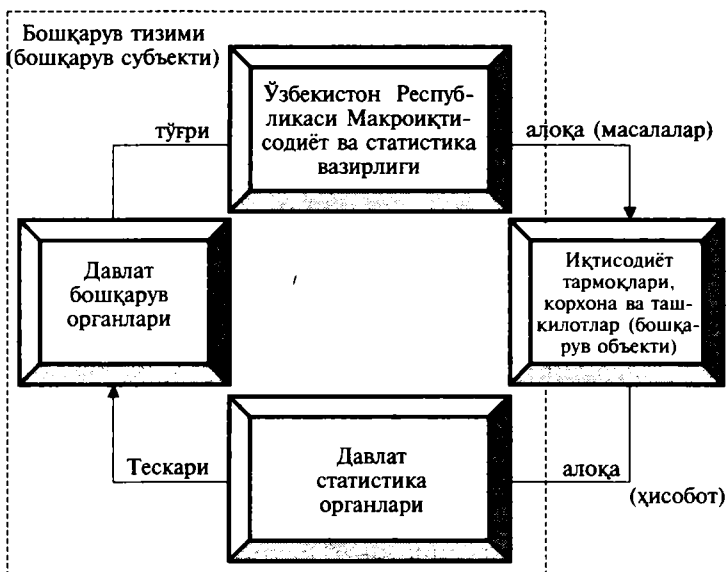 Бошқарув тизими
(бошқарув субъекти)
Ўзбекистон Респуб-
ликаси Макроиқти-
содиёт ва статистика
вазирлиги
тўғри
алоқа (масалалар)
Давлат
бошқарув
органлари
Иқтисодиёт
тармоқлари,
корхона ва таш-
килотлар (бошқа-
рув объекти)
Тескари
Давлат
статистика
органлари
алоқа
(ҳисобот)